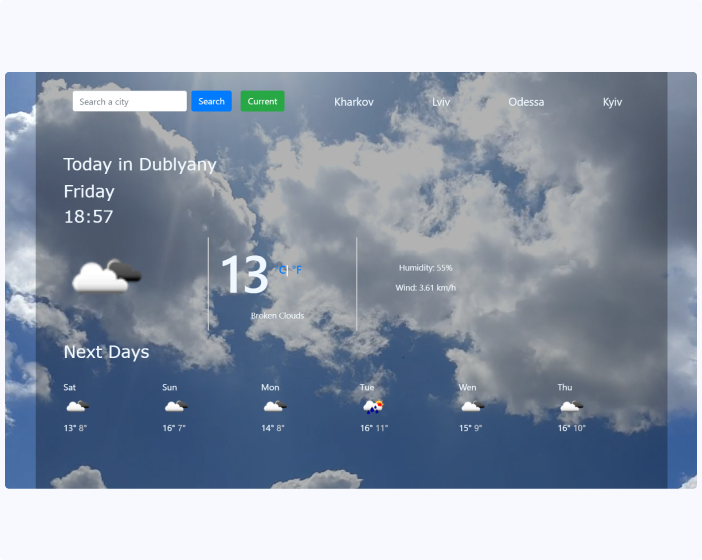 Search a city Search Current Kharkov Lviv Odessa Kyiv
Today in Dublyany
Friday
18:57
13 °C| °F
Humidity: 55%
Wind: 3.61 km/h
Broken Clouds
Next Days
Sat Sun Mon Tue Wen Thu
13° 8° 16° 7° 14° 8° 16° 11° 15° 9° 16° 10°